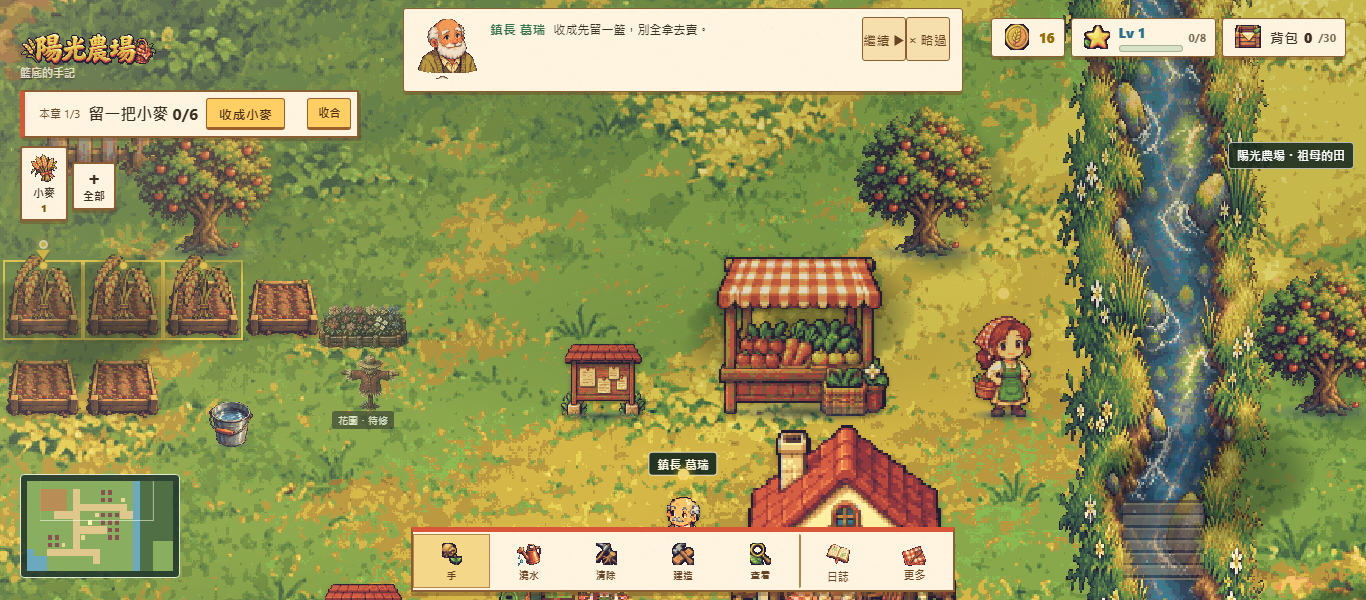 陽光農場
籃底的手記
鎮長 葛瑞 收成先留一籃，別全拿去賣。
繼續 ▶
× 略過
16
Lv 1
0/8
背包 0 /30
本章 1/3 留一把小麥 0/6
收成小麥
收合
小麥
1
+
全部
陽光農場・祖母的田
花圃・待修
鎮長 葛瑞
手
澆水
清除
建造
查看
日誌
更多